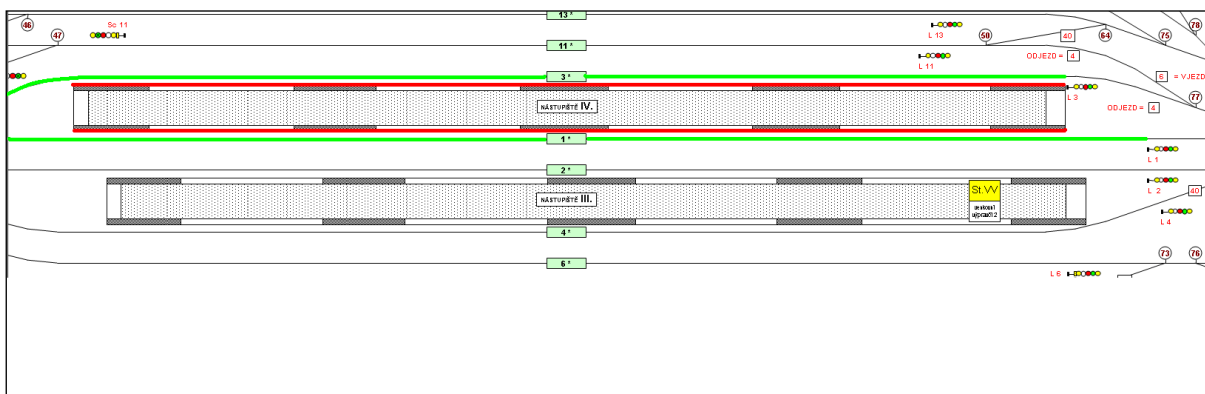 46
13 *
L 13
78
Sc 11
47
11 *
50
40
64
75
L 11
ODJEZD = 4
3 *
6 = VJEZD
L 3
NÁSTUPIŠTĚ IV.
ODJEZD = 4
77
1 *
L 1
2 *
L 2
40
NÁSTUPIŠTĚ III.
St.VV
L 4
4 *
6 *
73
76
L 6